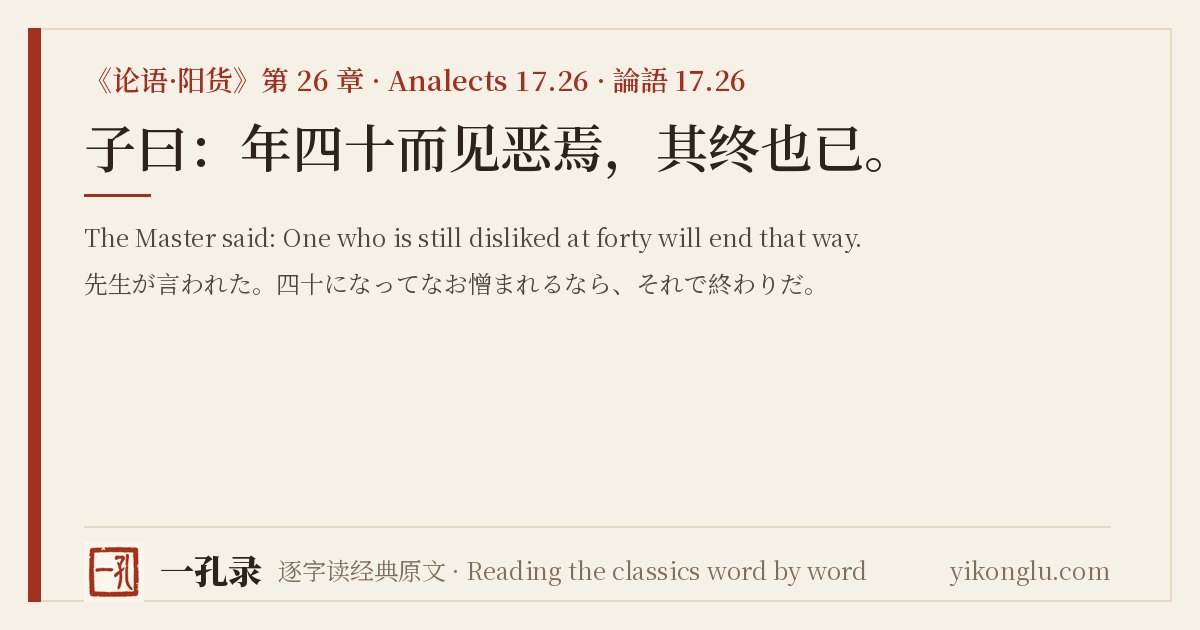 《论语·阳货》第 26 章 · Analects 17.26 · 論語 17.26
子曰：年四十而见恶焉，其终也已。
The Master said: One who is still disliked at forty will end that way.
先生が言われた。四十になってなお憎まれるなら、それで終わりだ。
一孔 一孔录 逐字读经典原文 · Reading the classics word by word yikonglu.com